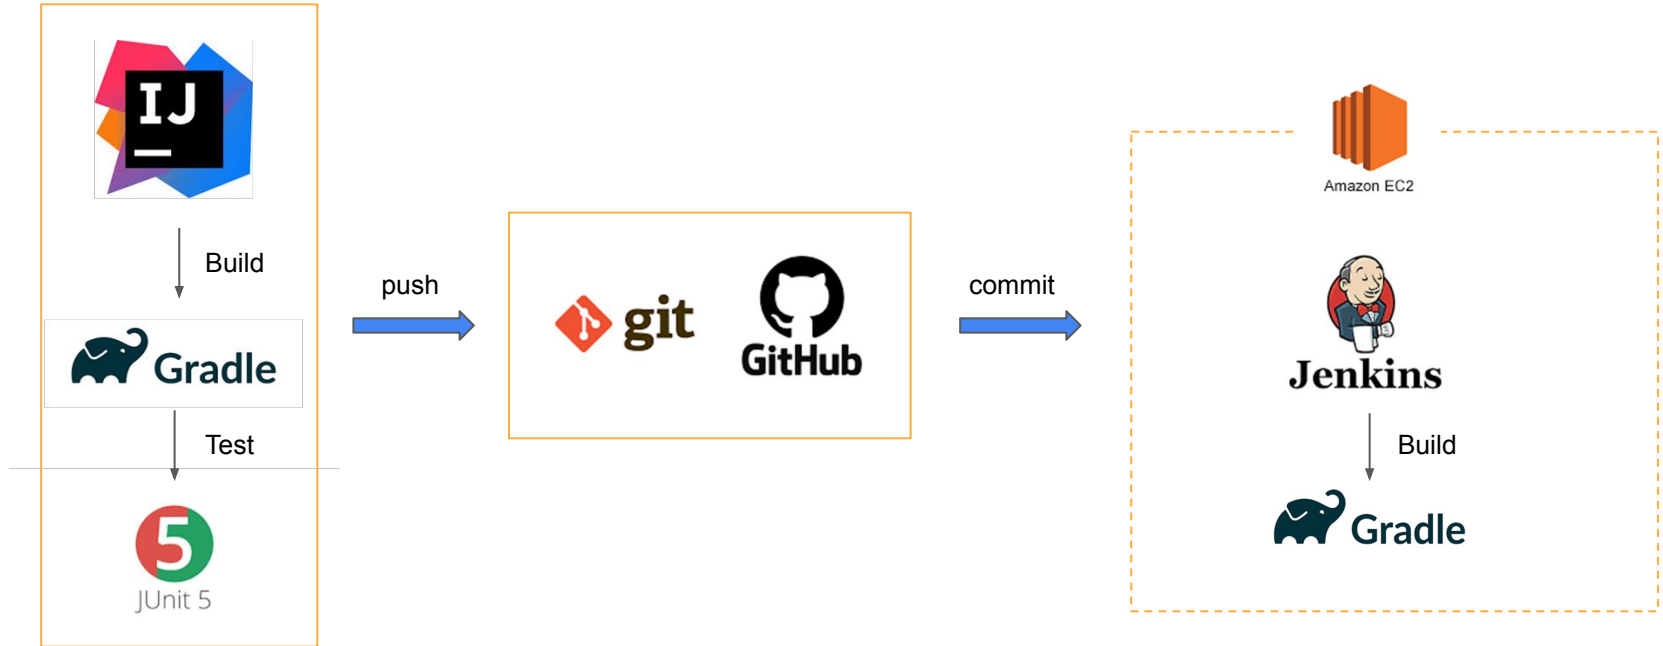 IJ
Build
Gradle
Test
5
JUnit 5
push
git
GitHub
commit
Amazon EC2
Jenkins
Build
Gradle